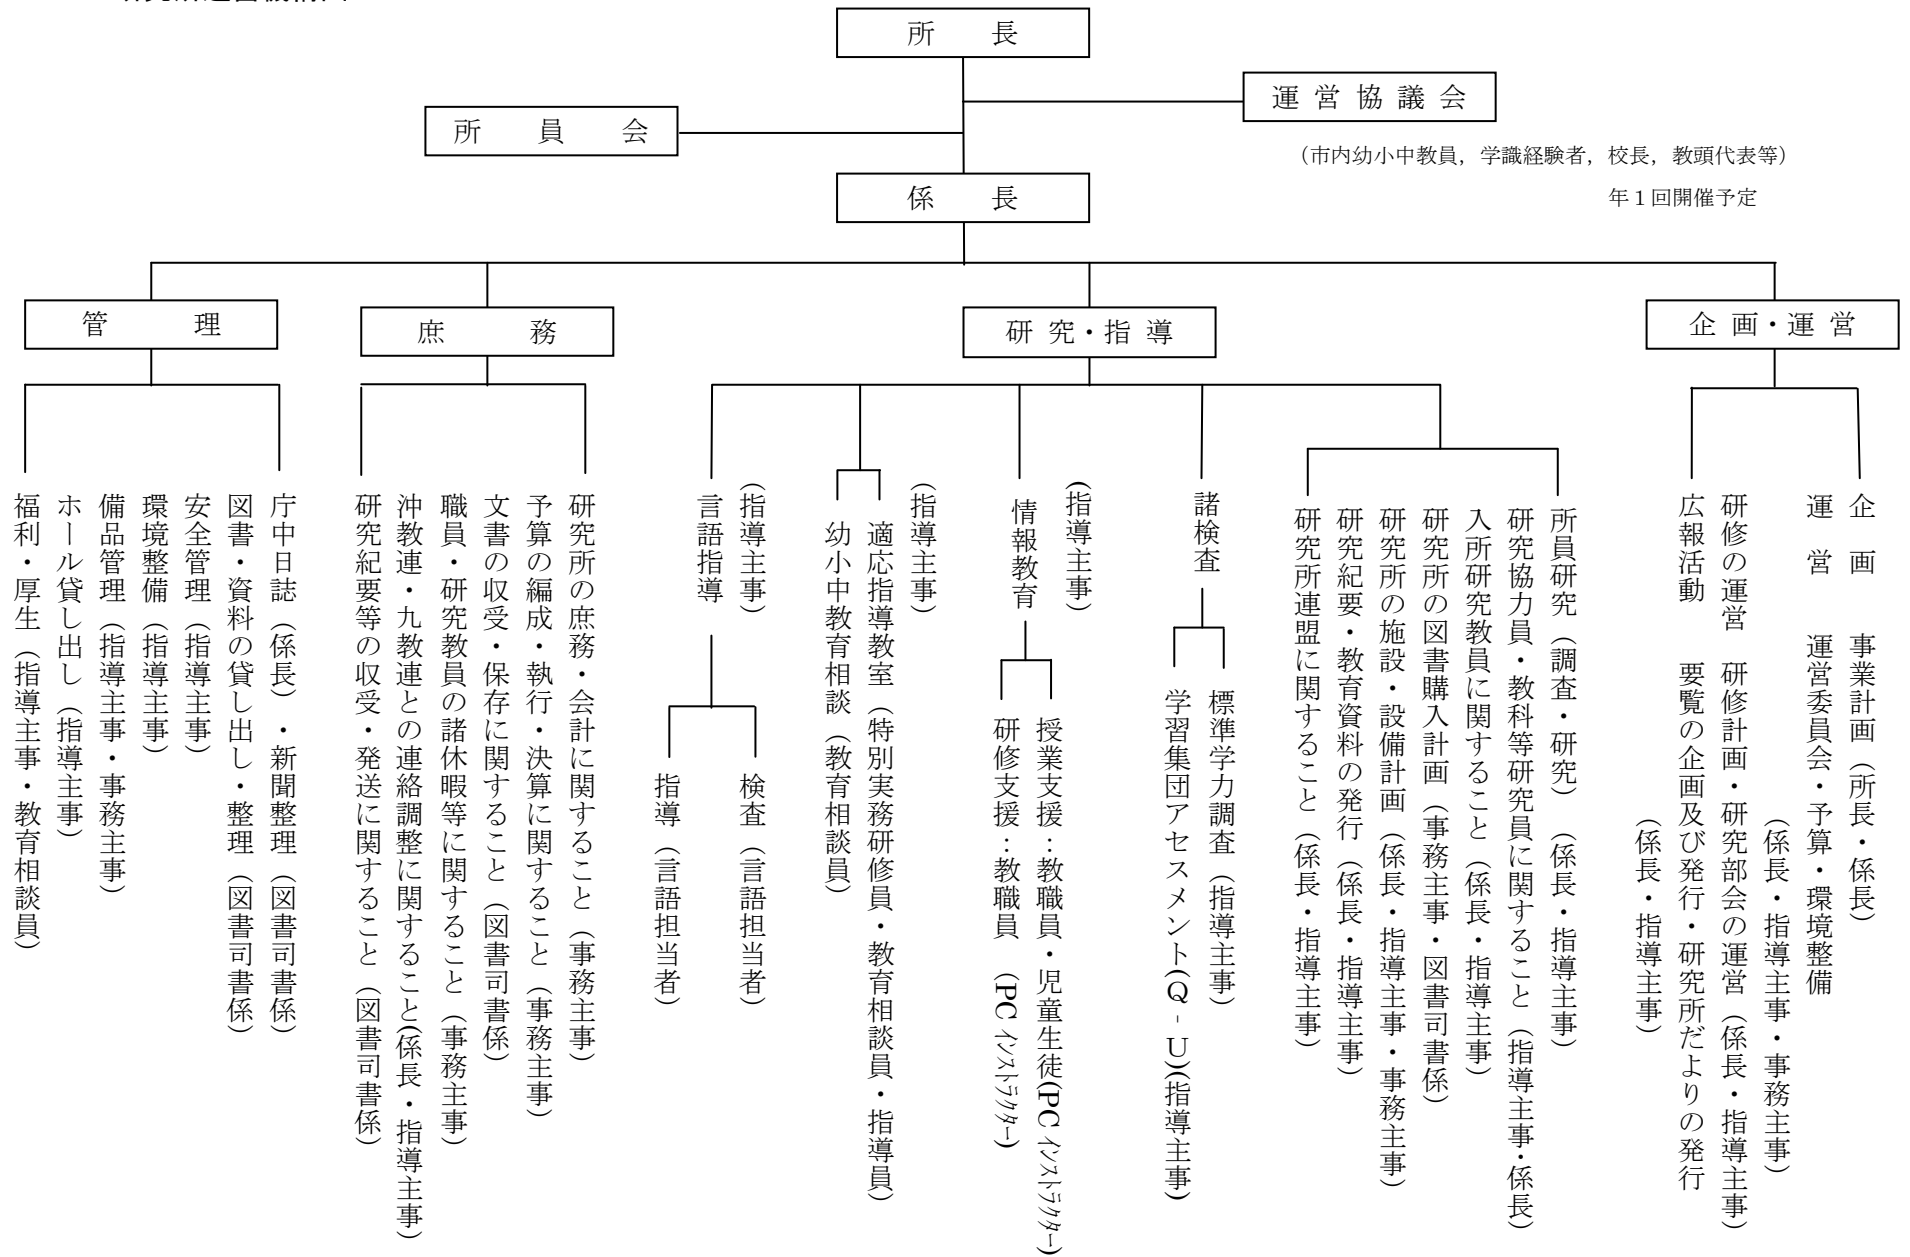 所長
運営協議会
所員会
（市内幼小中教員，学識経験者，校長，教頭代表等）
年１回開催予定
係長
管理
庶務
研究・指導
企画・運営
企画　事業計画（所長・係長）
運営　運営委員会・予算・環境整備
（係長・指導主事・事務主事）
研修の運営　研修計画・研究部会の運営（係長・指導主事）
広報活動　要覧の企画及び発行・研究所だよりの発行
（係長・指導主事）
所員研究（調査・研究）（係長・指導主事）
研究協力員・教科等研究員に関すること（指導主事・係長）
入所研究教員に関すること（係長・指導主事）
研究所の図書購入計画（事務主事・図書司書係）
研究所の施設・設備計画（係長・指導主事・事務主事）
研究紀要・教育資料の発行（係長・指導主事）
研究所連盟に関すること（係長・指導主事）
諸検査
標準学力調査（指導主事）
学習集団アセスメント(Q-U)(指導主事)
（指導主事）
情報教育
授業支援：教職員・児童生徒(PCインストラクター)
研修支援：教職員（PCインストラクター）
（指導主事）
適応指導教室（特別実務研修員・教育相談員・指導員）
幼小中教育相談（教育相談員）
（指導主事）
言語指導
検査（言語担当者）
指導（言語担当者）
研究所の庶務・会計に関すること（事務主事）
予算の編成・執行・決算に関すること（事務主事）
文書の収受・保存に関すること（図書司書係）
職員・研究教員の諸休暇等に関すること（事務主事）
沖教連・九教連との連絡調整に関すること(係長・指導主事)
研究紀要等の収受・発送に関すること（図書司書係）
庁中日誌（係長）・新聞整理（図書司書係）
図書・資料の貸し出し・整理（図書司書係）
安全管理（指導主事）
環境整備（指導主事）
備品管理（指導主事・事務主事）
ホール貸し出し（指導主事）
福利・厚生（指導主事・教育相談員）